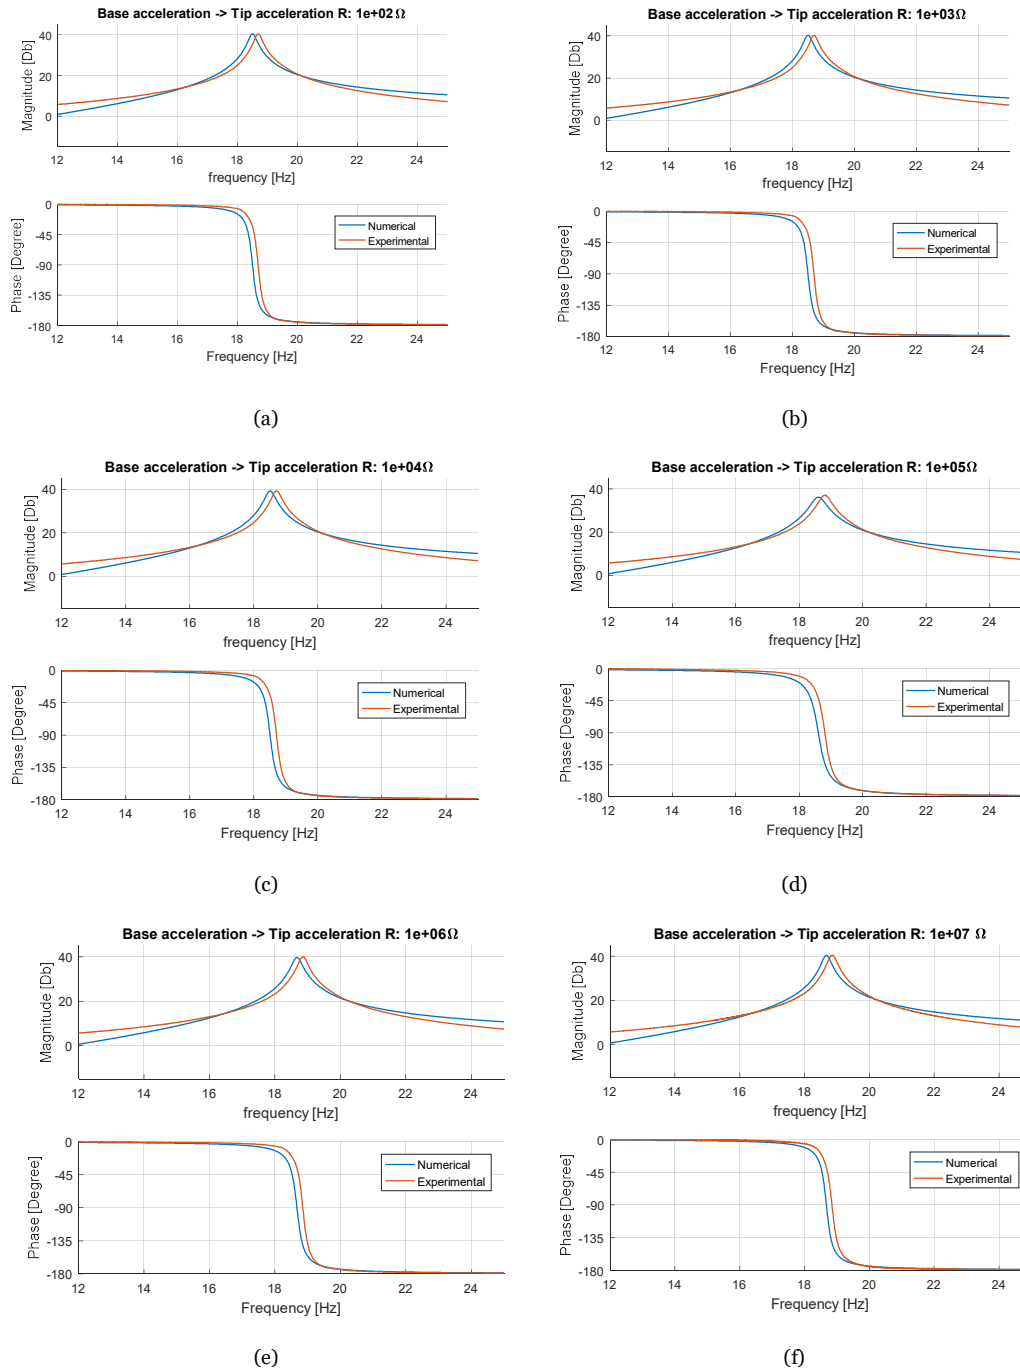 Base acceleration -> Tip acceleration R: 1e+02Ω
Magnitude [Db]
40
20
0
12 14 16 18 20 22 24
frequency [Hz]
Phase [Degree]
0
-45
-90
-135
-180
Numerical
Experimental
12 14 16 18 20 22 24
Frequency [Hz]
(a)
Base acceleration -> Tip acceleration R: 1e+03Ω
Magnitude [Db]
40
20
0
12 14 16 18 20 22 24
frequency [Hz]
Phase [Degree]
0
-45
-90
-135
-180
Numerical
Experimental
12 14 16 18 20 22 24
Frequency [Hz]
(b)
Base acceleration -> Tip acceleration R: 1e+04Ω
Magnitude [Db]
40
20
0
12 14 16 18 20 22 24
frequency [Hz]
Phase [Degree]
0
-45
-90
-135
-180
Numerical
Experimental
12 14 16 18 20 22 24
Frequency [Hz]
(c)
Base acceleration -> Tip acceleration R: 1e+05Ω
Magnitude [Db]
40
20
0
12 14 16 18 20 22 24
frequency [Hz]
Phase [Degree]
0
-45
-90
-135
-180
Numerical
Experimental
12 14 16 18 20 22 24
Frequency [Hz]
(d)
Base acceleration -> Tip acceleration R: 1e+06Ω
Magnitude [Db]
40
20
0
12 14 16 18 20 22 24
frequency [Hz]
Phase [Degree]
0
-45
-90
-135
-180
Numerical
Experimental
12 14 16 18 20 22 24
Frequency [Hz]
(e)
Base acceleration -> Tip acceleration R: 1e+07 Ω
Magnitude [Db]
40
20
0
12 14 16 18 20 22 24
frequency [Hz]
Phase [Degree]
0
-45
-90
-135
-180
Numerical
Experimental
12 14 16 18 20 22 24
Frequency [Hz]
(f)